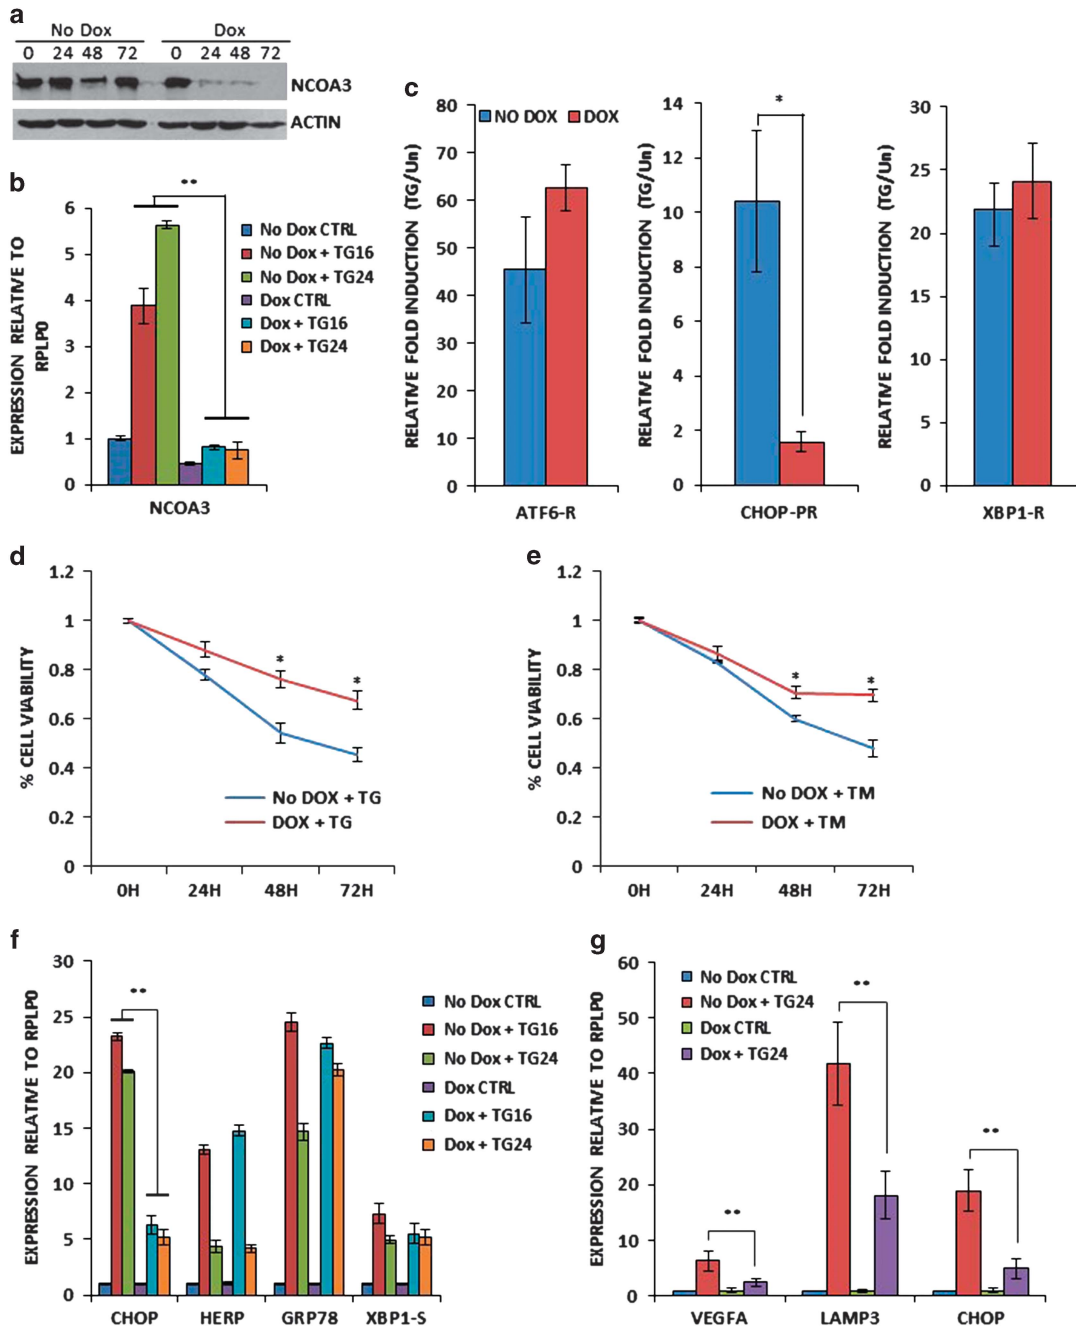 a
No Dox Dox
0 24 48 72 0 24 48 72
NCOA3
ACTIN
b
EXPRESSION RELATIVE TO
RPLP0
6
5
4
3
2
1
0
**
NCOA3
No Dox CTRL
No Dox + TG16
No Dox + TG24
Dox CTRL
Dox + TG16
Dox + TG24
c
NO DOX DOX
RELATIVE FOLD INDUCTION (TG/Un)
80
70
60
50
40
30
20
10
0
ATF6-R
RELATIVE FOLD INDUCTION (TG/Un)
14
12
10
8
6
4
2
0
*
CHOP-PR
RELATIVE FOLD INDUCTION (TG/Un)
30
25
20
15
10
5
0
XBP1-R
d
% CELL VIABILITY
1.2
1
0.8
0.6
0.4
0.2
0
* *
No DOX + TG
DOX + TG
0H 24H 48H 72H
e
% CELL VIABILITY
1.2
1
0.8
0.6
0.4
0.2
0
* *
No DOX + TM
DOX + TM
0H 24H 48H 72H
f
EXPRESSION RELATIVE TO RPLP0
30
25
20
15
10
5
0
**
CHOP HERP GRP78 XBP1-S
No Dox CTRL
No Dox + TG16
No Dox + TG24
Dox CTRL
Dox + TG16
Dox + TG24
g
EXPRESSION RELATIVE TO RPLP0
60
50
40
30
20
10
0
No Dox CTRL
No Dox + TG24
Dox CTRL
Dox + TG24
** ** **
VEGFA LAMP3 CHOP